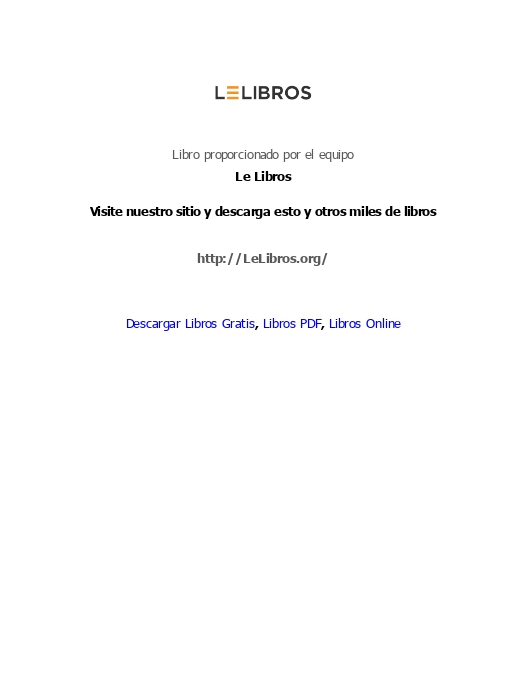 LELIBROS
Libro proporcionado por el equipo
Le Libros
Visite nuestro sitio y descarga esto y otros miles de libros
http://LeLibros.org/
Descargar Libros Gratis, Libros PDF, Libros Online